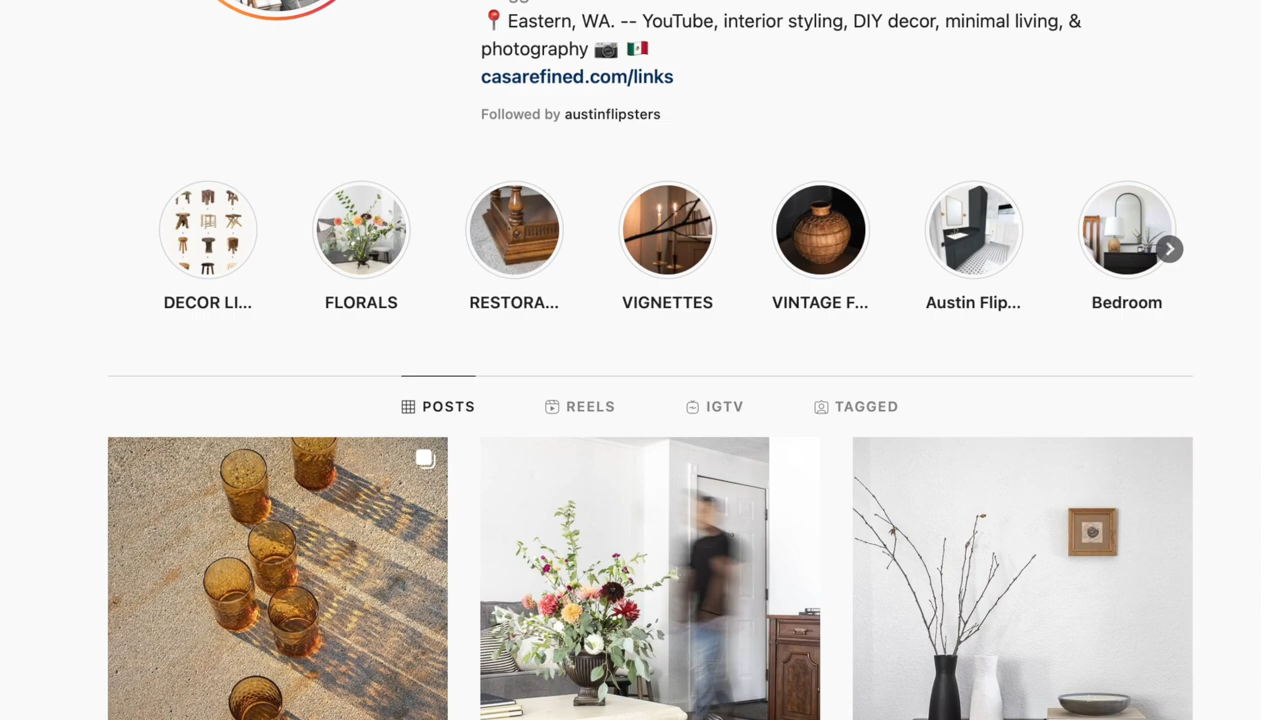 Eastern, WA. -- YouTube, interior styling, DIY decor, minimal living, &
photography
casarefined.com/links
Followed by austinflipsters
DECOR LI...
FLORALS
RESTORA...
VIGNETTES
VINTAGE F...
Austin Flip...
Bedroom
POSTS
REELS
IGTV
TAGGED